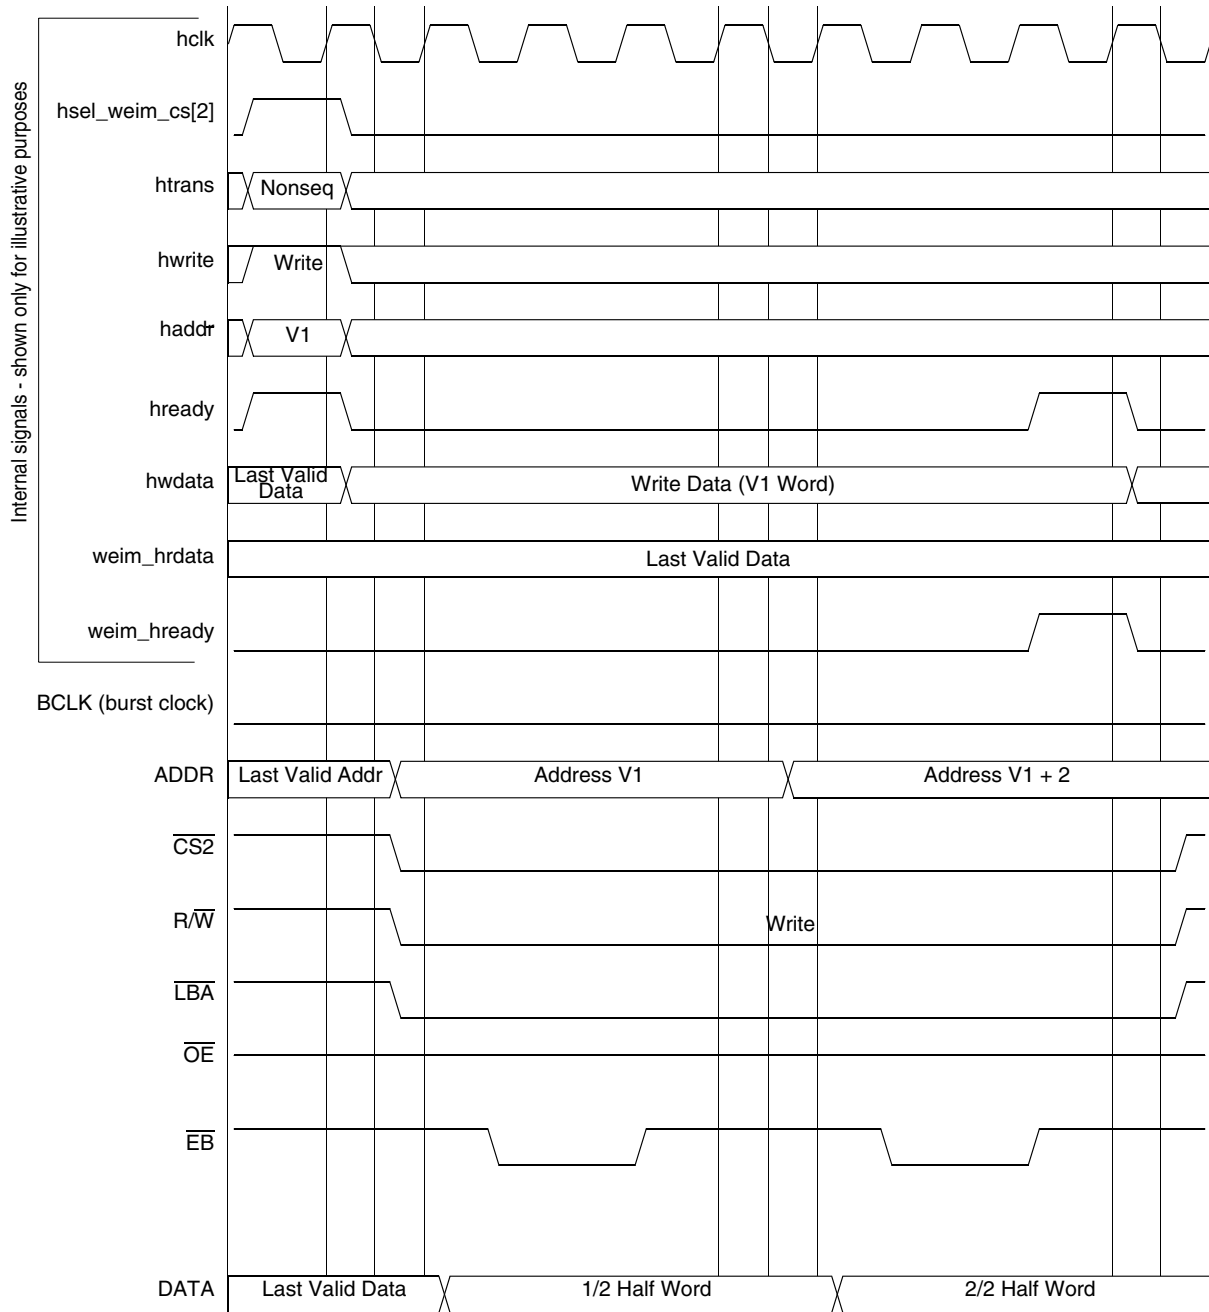 Internal signals - shown only for illustrative purposes
hclk
hsel_weim_cs[2]
htrans
Nonseq
hwrite
Write
haddr
V1
hready
hwdata
Last Valid
Data
Write Data (V1 Word)
weim_hrdata
Last Valid Data
weim_hready
BCLK (burst clock)
ADDR
Last Valid Addr
Address V1
Address V1 + 2
CS2
R/W
Write
LBA
OE
EB
DATA
Last Valid Data
1/2 Half Word
2/2 Half Word